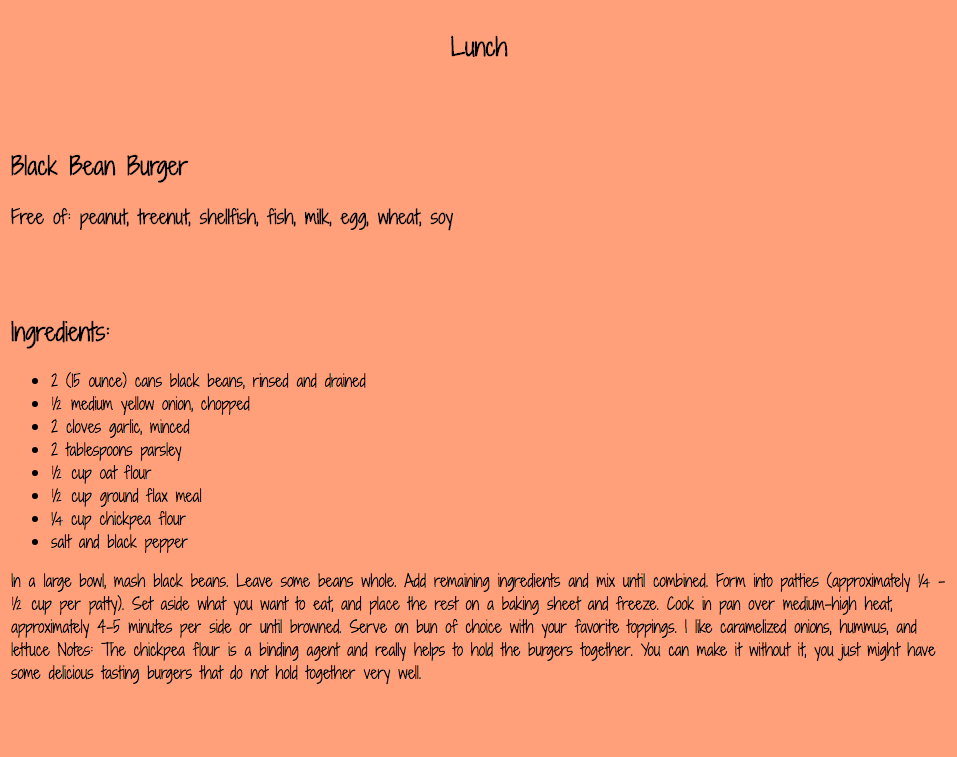 Lunch
Black Bean Burger
Free of: peanut, treenut, shellfish, fish, milk, egg, wheat, soy
Ingredients:
• 2 (15 ounce) cans black beans, rinsed and drained
• ½ medium yellow onion, chopped
• 2 cloves garlic, minced
• 2 tablespoons parsley
• ½ cup oat flour
• ½ cup ground flax meal
• ¼ cup chickpea flour
• salt and black pepper
In a large bowl, mash black beans. Leave some beans whole. Add remaining ingredients and mix until combined. Form into patties (approximately ¼ -
½ cup per patty). Set aside what you want to eat, and place the rest on a baking sheet and freeze. Cook in pan over medium-high heat,
approximately 4-5 minutes per side or until browned. Serve on bun of choice with your favorite toppings. I like caramelized onions, hummus, and
lettuce Notes: The chickpea flour is a binding agent and really helps to hold the burgers together. You can make it without it, you just might have
some delicious tasting burgers that do not hold together very well.